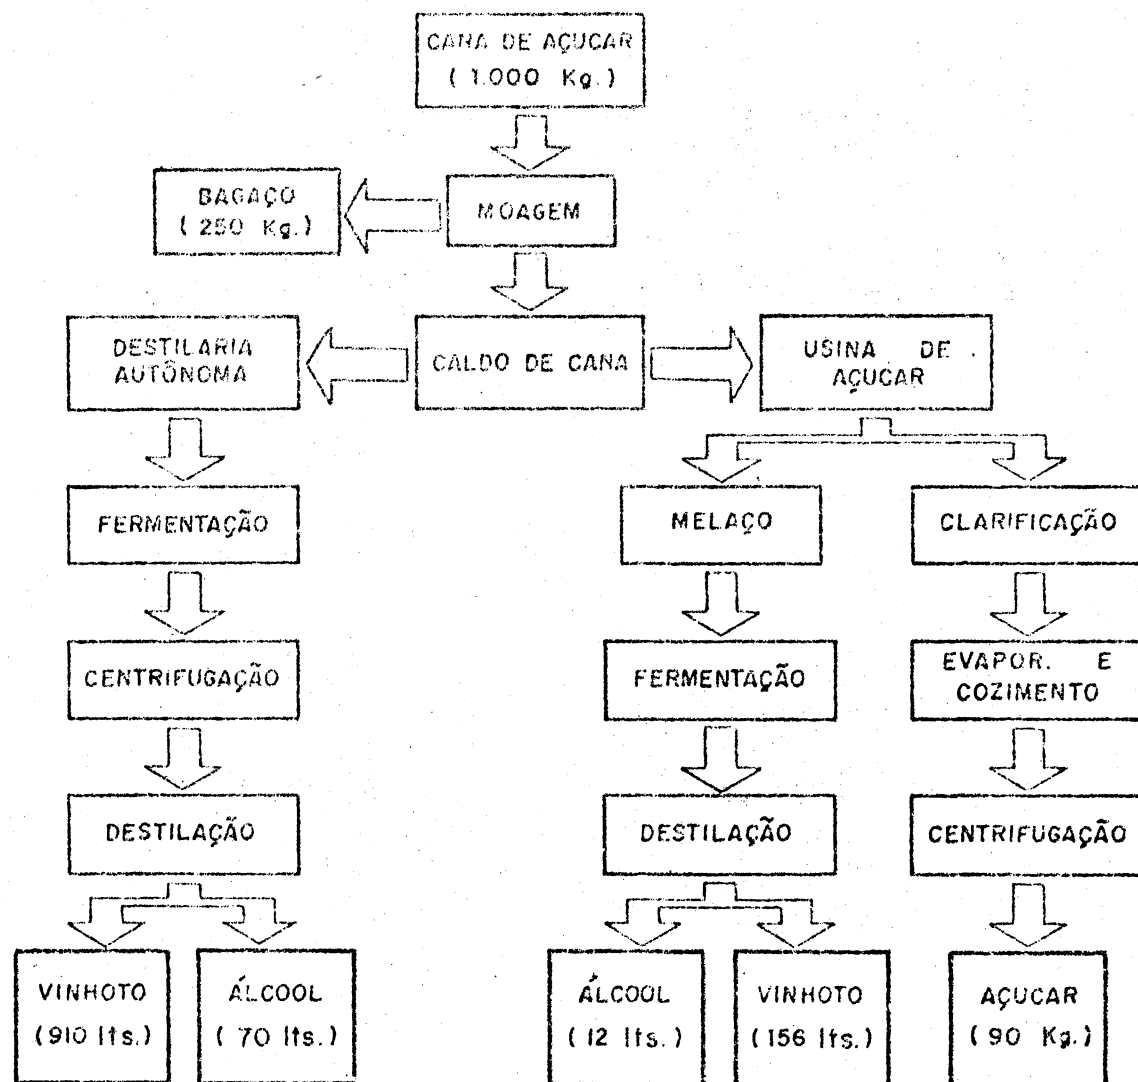 CANA DE AÇUCAR
( 1.000 Kg. )
BAGAÇO
( 250 Kg. )
MOAGEM
DESTILARIA
AUTÔNOMA
CALDO DE CANA
USINA DE
AÇUCAR
FERMENTAÇÃO
MELAÇO
CLARIFICAÇÃO
CENTRIFUGAÇÃO
FERMENTAÇÃO
EVAPOR. E
COZIMENTO
DESTILAÇÃO
DESTILAÇÃO
CENTRIFUGAÇÃO
VINHOTO
(910 lts.)
ÁLCOOL
( 70 lts. )
ÁLCOOL
( 12 lts. )
VINHOTO
(156 lts.)
AÇUCAR
( 90 Kg. )